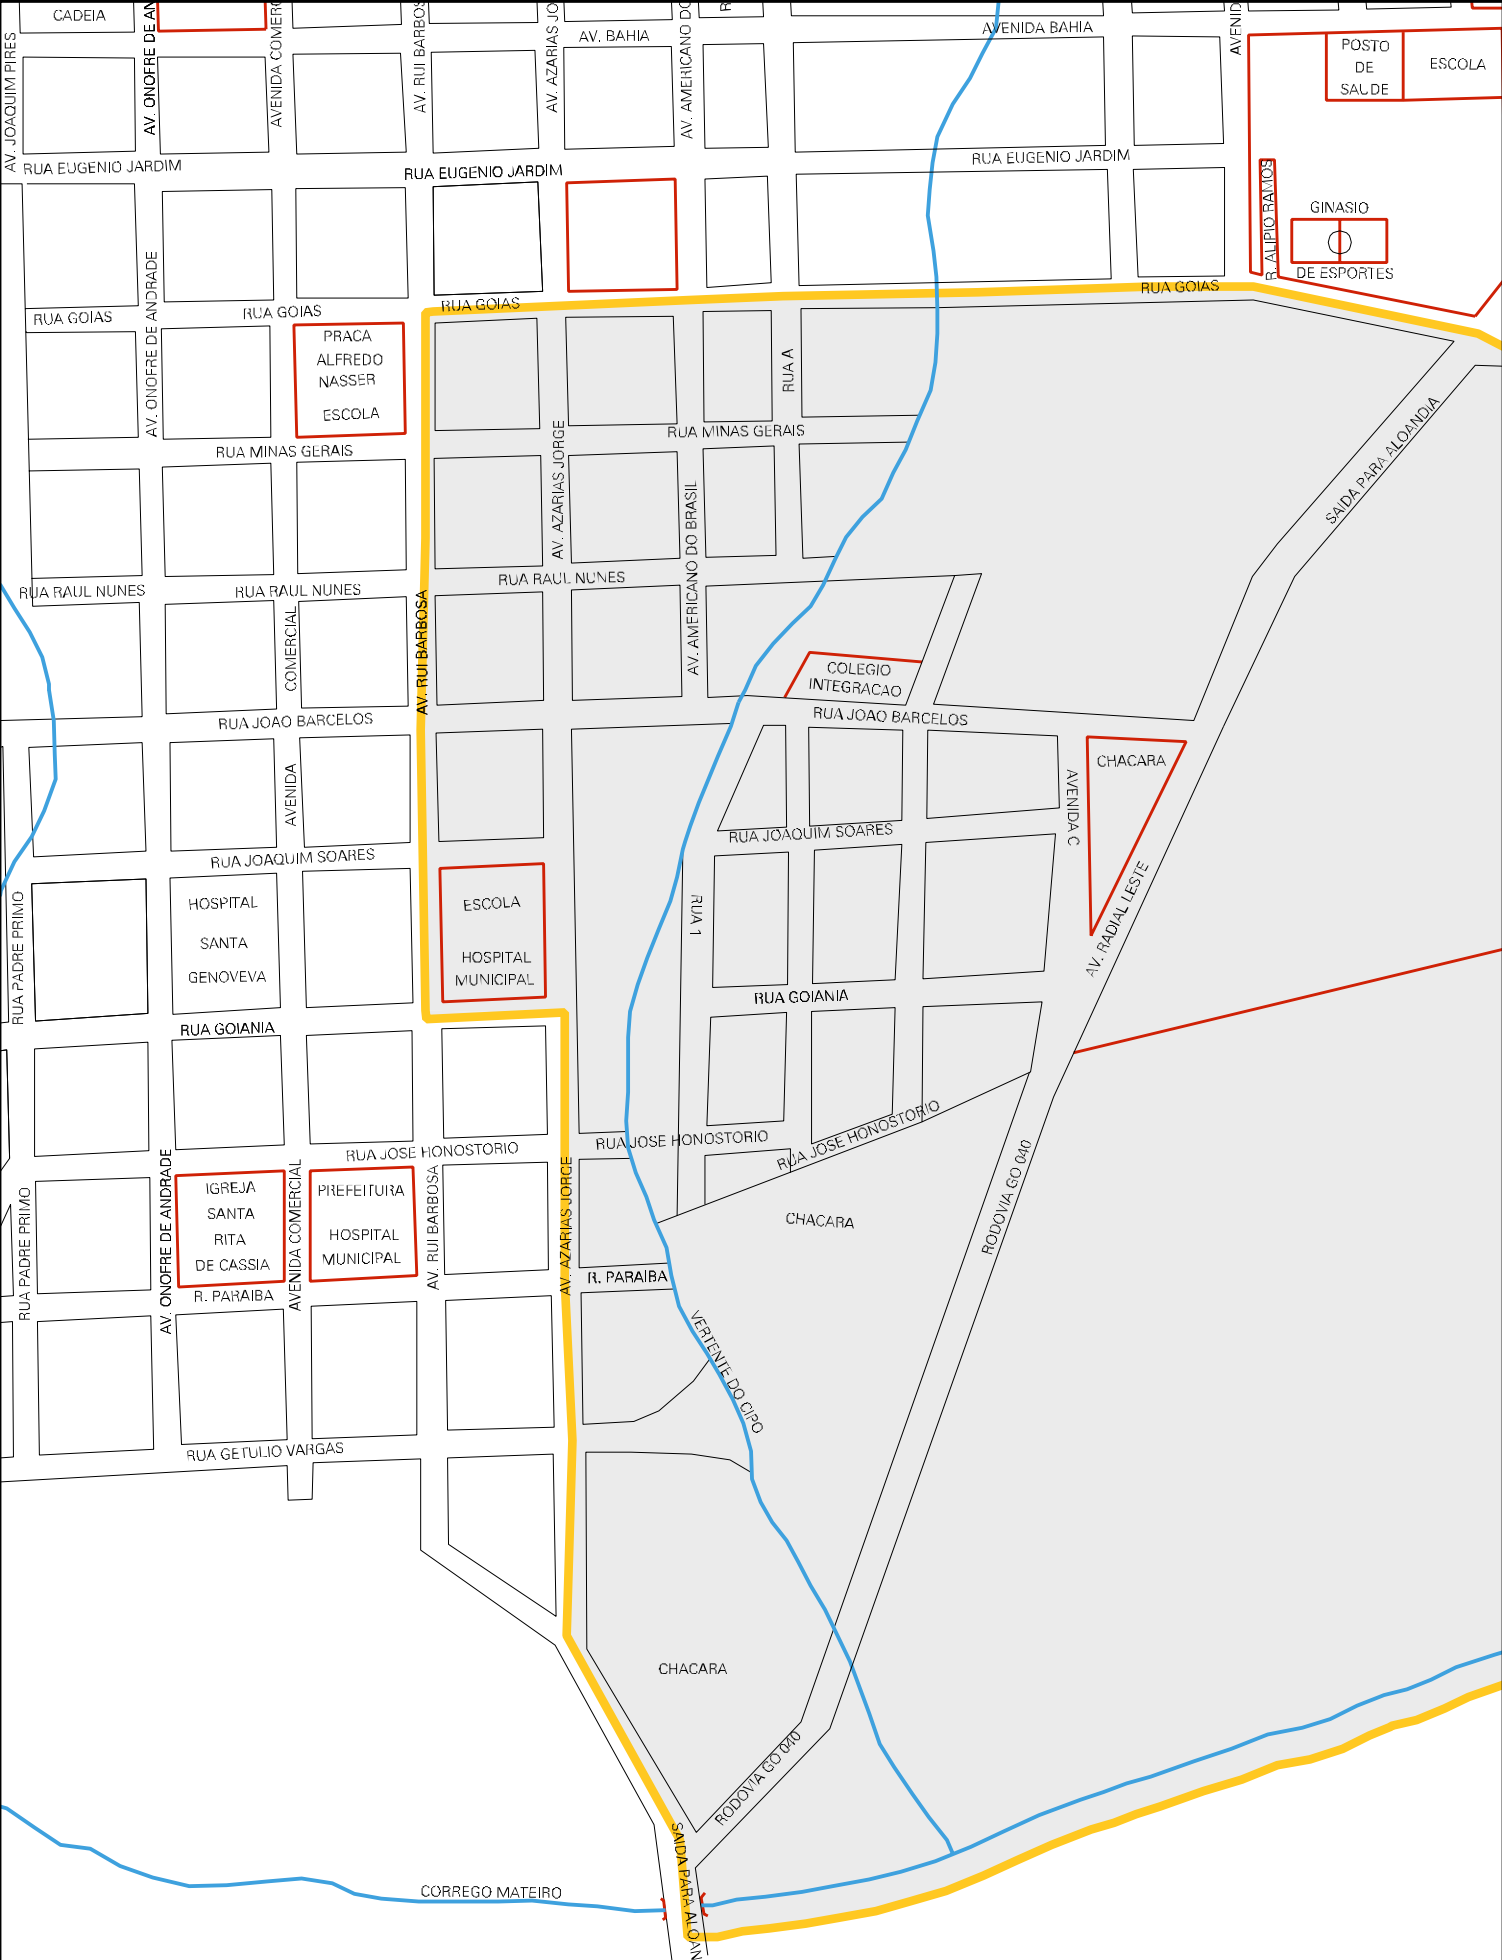 CADEIA
AV. JOAQUIM PIRES
AV. ONOFRE DE AN
AVENIDA COMERC
AV. RUI BARBOS
AV. AZARIAS JO
AV. BAHIA
AV. AMERICANO DO
R
AVENIDA BAHIA
AVENID
POSTO
DE
SAUDE
ESCOLA
RUA EUGENIO JARDIM
RUA EUGENIO JARDIM
RUA EUGENIO JARDIM
R. ALIPIO RAMOS
GINASIO
DE ESPORTES
AV. ONOFRE DE ANDRADE
RUA GOIAS
RUA GOIAS
RUA GOIAS
RUA GOIAS
PRACA
ALFREDO
NASSER
ESCOLA
RUA A
RUA MINAS GERAIS
RUA MINAS GERAIS
AV. AZARIAS JORGE
AV. AMERICANO DO BRASIL
SAIDA PARA ALOANDIA
RUA RAUL NUNES
RUA RAUL NUNES
RUA RAUL NUNES
COMERCIAL
AV. RUI BARBOSA
COLEGIO
INTEGRACAO
RUA JOAO BARCELOS
RUA JOAO BARCELOS
AVENIDA
AVENIDA C
CHACARA
RUA JOAQUIM SOARES
RUA JOAQUIM SOARES
RUA PADRE PRIMO
HOSPITAL
SANTA
GENOVEVA
ESCOLA
HOSPITAL
MUNICIPAL
RUA 1
AV. RADIAL LESTE
RUA GOIANIA
RUA GOIANIA
RUA JOSE HONOSTORIO
RUA JOSE HONOSTORIO
RUA JOSE HONOSTORIO
RUA PADRE PRIMO
AV. ONOFRE DE ANDRADE
IGREJA
SANTA
RITA
DE CASSIA
AVENIDA COMERCIAL
PREFEITURA
HOSPITAL
MUNICIPAL
AV. RUI BARBOSA
AV. AZARIAS JORGE
CHACARA
RODOVIA GO 040
R. PARAIBA
R. PARAIBA
VERTENTE DO CIPO
RUA GETULIO VARGAS
CHACARA
RODOVIA GO 040
SAIDA PARA ALOAN
CORREGO MATEIRO